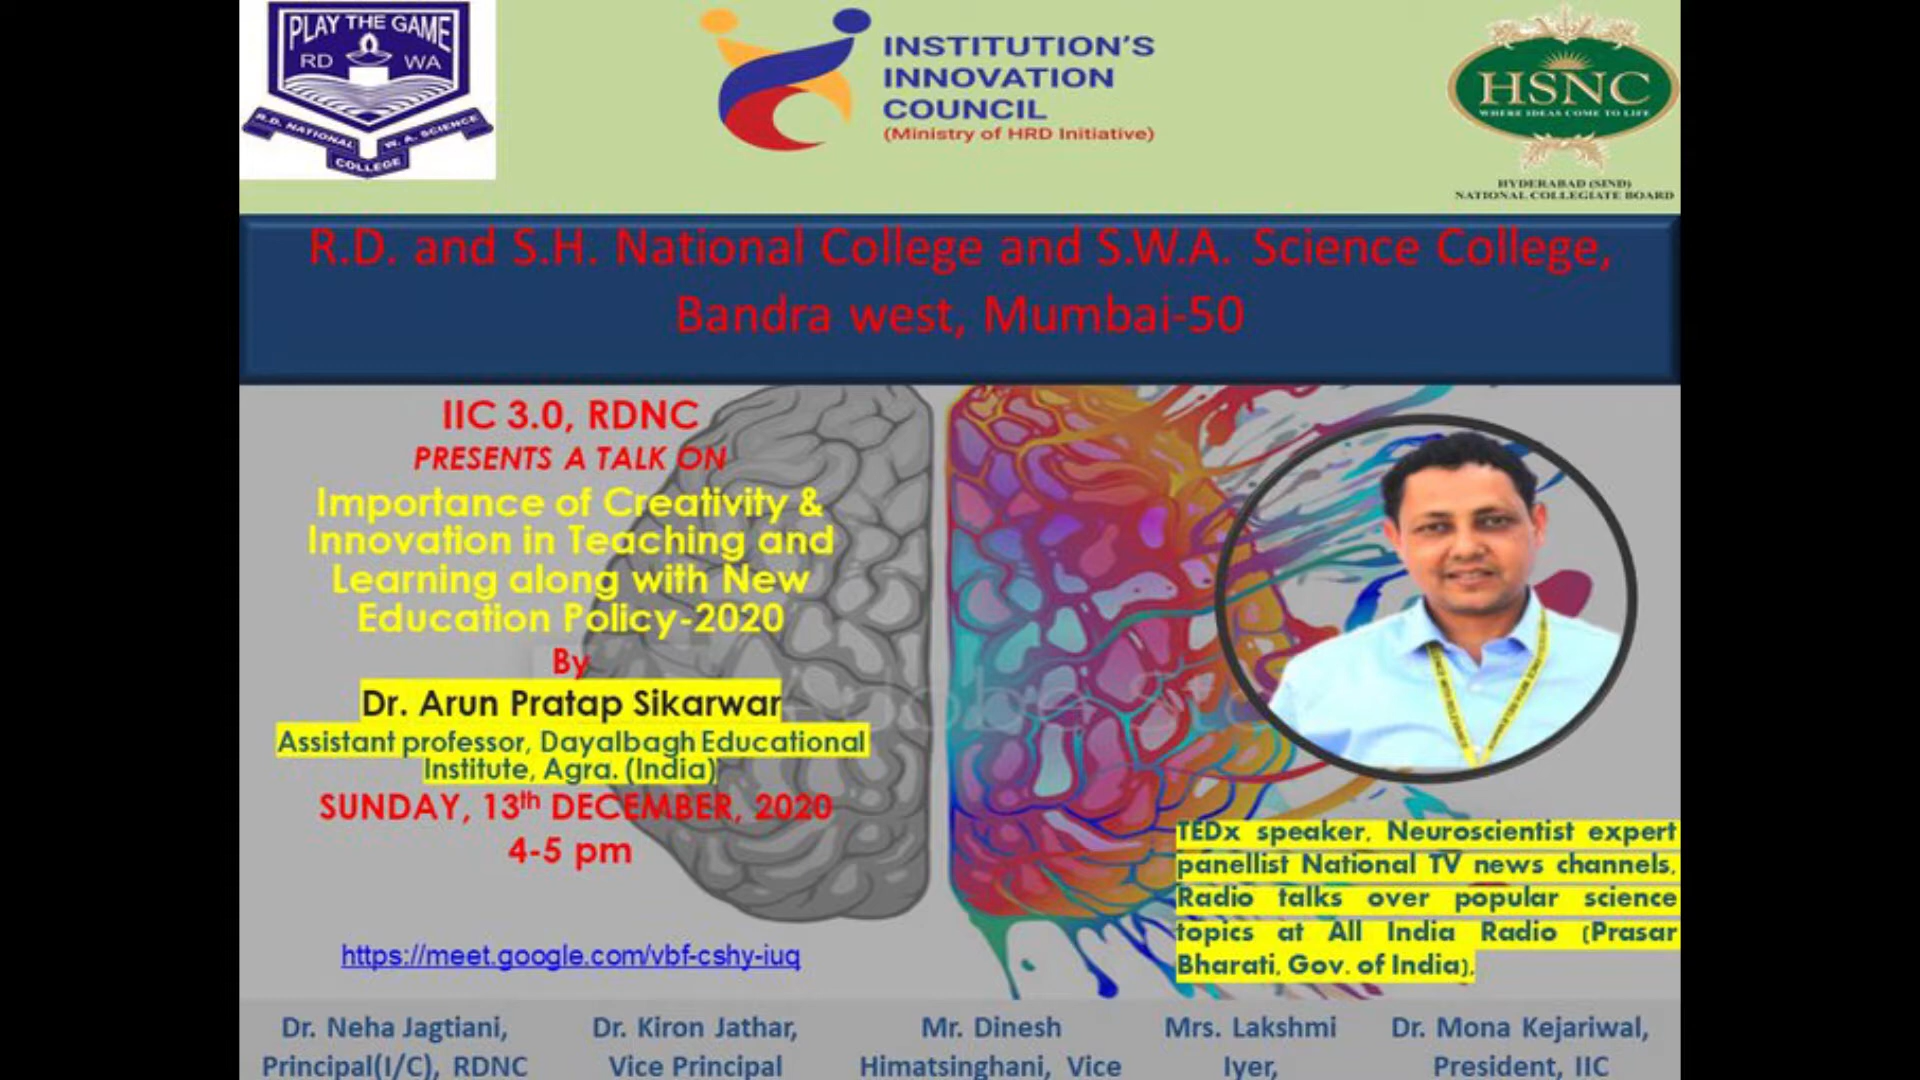 PLAY THE GAME
RD WA
R.D. NATIONAL W. A. SCIENCE
COLLEGE
INSTITUTION'S
INNOVATION
COUNCIL
(Ministry of HRD Initiative)
HSNC
WHERE IDEAS COME TO LIFE
HYDERABAD (SIND)
NATIONAL COLLEGIATE BOARD
R.D. and S.H. National College and S.W.A. Science College,
Bandra west, Mumbai-50
IIC 3.0, RDNC
PRESENTS A TALK ON
Importance of Creativity &
Innovation in Teaching and
Learning along with New
Education Policy-2020
By
Dr. Arun Pratap Sikarwar
Assistant professor, Dayalbagh Educational
Institute, Agra. (India)
SUNDAY, 13th DECEMBER, 2020
4-5 pm
https://meet.google.com/vbf-cshy-iuq
TEDx speaker, Neuroscientist expert
panellist National TV news channels,
Radio talks over popular science
topics at All India Radio (Prasar
Bharati, Gov. of India),
Dr. Neha Jagtiani,
Principal(I/C), RDNC
Dr. Kiron Jathar,
Vice Principal
Mr. Dinesh
Himatsinghani, Vice
Mrs. Lakshmi
Iyer,
Dr. Mona Kejariwal,
President, IIC